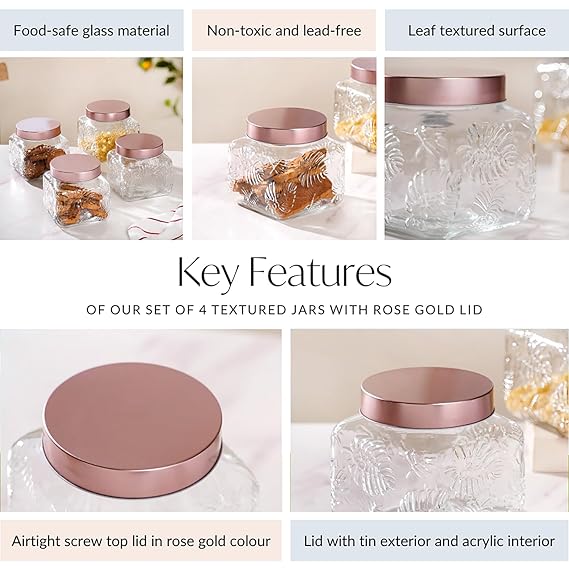 Food-safe glass material
Non-toxic and lead-free
Leaf textured surface
Key Features
OF OUR SET OF 4 TEXTURED JARS WITH ROSE GOLD LID
Airtight screw top lid in rose gold colour
Lid with tin exterior and acrylic interior